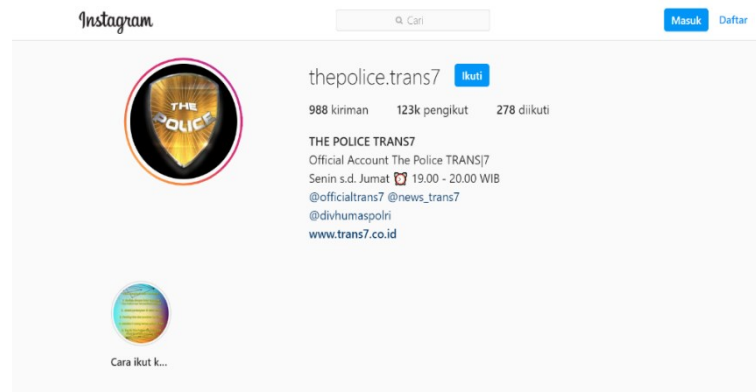 Instagram
Cari
Masuk Daftar
THE
POLICE
thepolice.trans7 Ikuti
988 kiriman 123k pengikut 278 diikuti
THE POLICE TRANS7
Official Account The Police TRANS|7
Senin s.d. Jumat ⏰ 19.00 - 20.00 WIB
@officialtrans7 @news_trans7
@divhumaspolri
www.trans7.co.id
Cara ikut k...